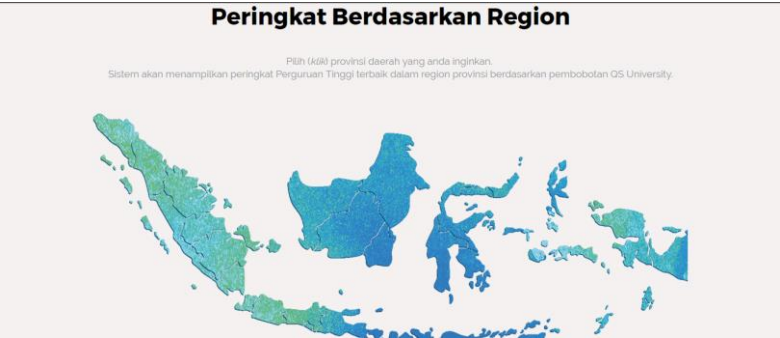 Peringkat Berdasarkan Region
Pilih (klik) provinsi daerah yang anda inginkan.
Sistem akan menampilkan peringkat Perguruan Tinggi terbaik dalam region provinsi berdasarkan pembobotan QS University.